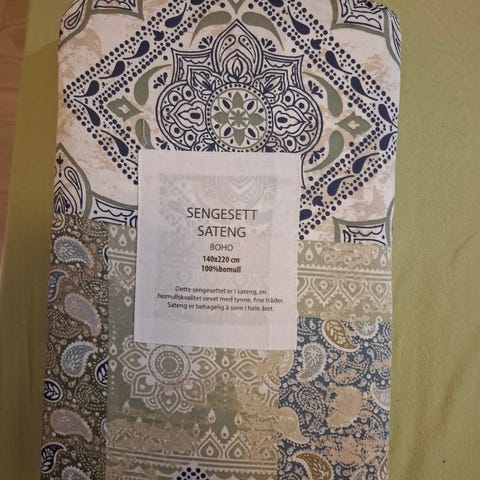 SENGESETT
SATENG
BOHO
140x220 cm
100%bomull
Dette sengesettet er i sateng, en
bomullskvalitet vevet med tynne, fine tråder.
Sateng er behagelig å sove i hele året.